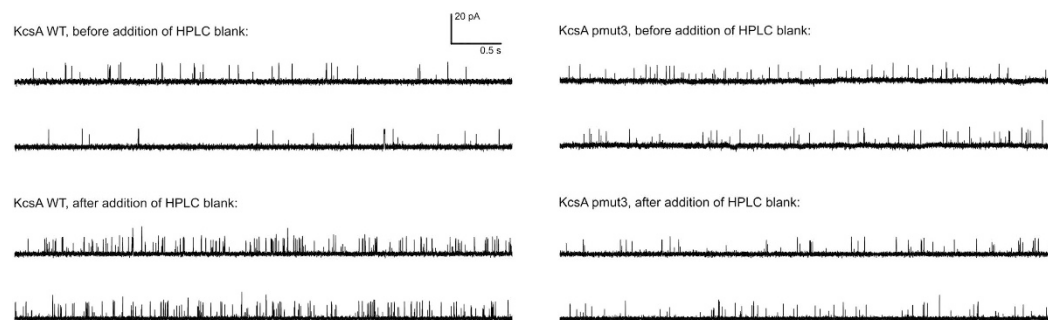 KcsA WT, before addition of HPLC blank:
20 pA
0.5 s
KcsA pmut3, before addition of HPLC blank:
KcsA WT, after addition of HPLC blank:
KcsA pmut3, after addition of HPLC blank: